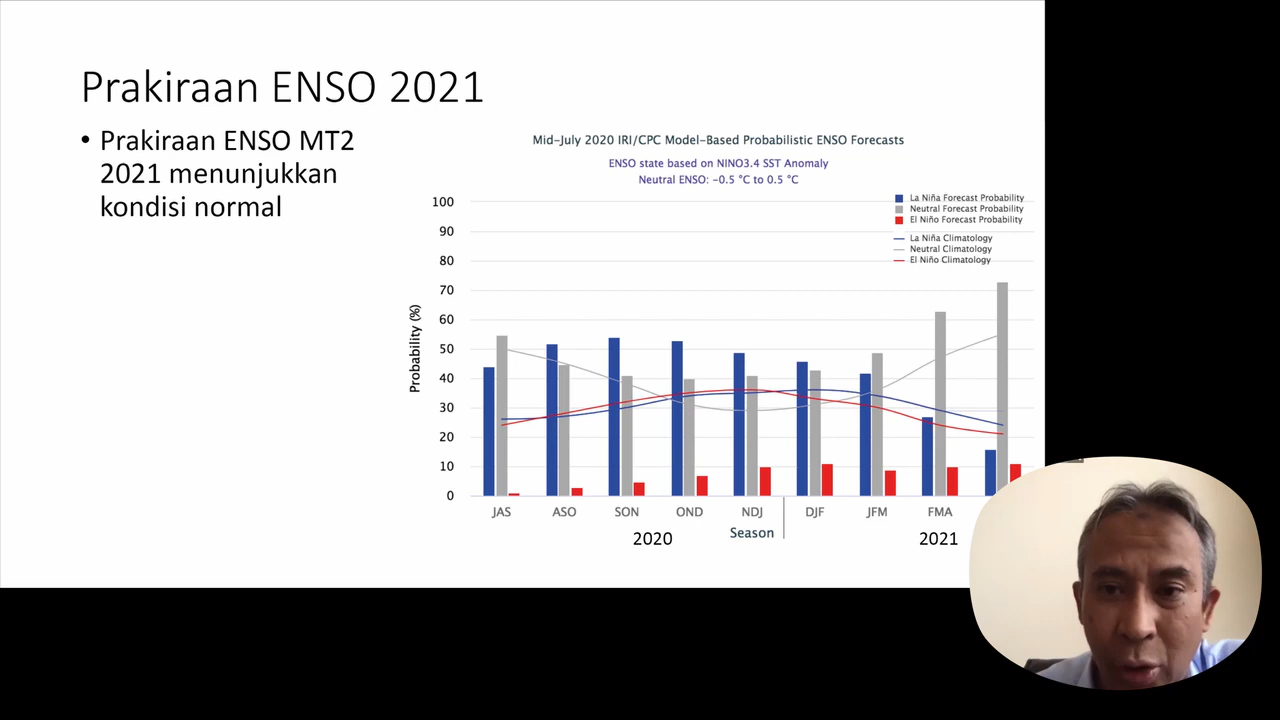 Prakiraan ENSO 2021
• Prakiraan ENSO MT2
2021 menunjukkan
kondisi normal
Mid-July 2020 IRI/CPC Model-Based Probabilistic ENSO Forecasts
ENSO state based on NINO3.4 SST Anomaly
Neutral ENSO: -0.5 °C to 0.5 °C
La Niña Forecast Probability
Neutral Forecast Probability
El Niño Forecast Probability
La Niña Climatology
Neutral Climatology
El Niño Climatology
Probability (%)
100
90
80
70
60
50
40
30
20
10
0
JAS ASO SON OND NDJ DJF JFM FMA
Season
2020 2021